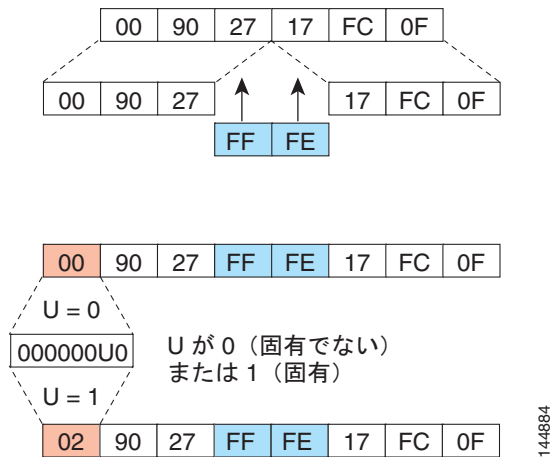 00 90 27 17 FC 0F
00 90 27 17 FC 0F
FF FE
00 90 27 FF FE 17 FC 0F
U = 0
000000U0
U が 0（固有でない）
または 1（固有）
U = 1
02 90 27 FF FE 17 FC 0F
144884